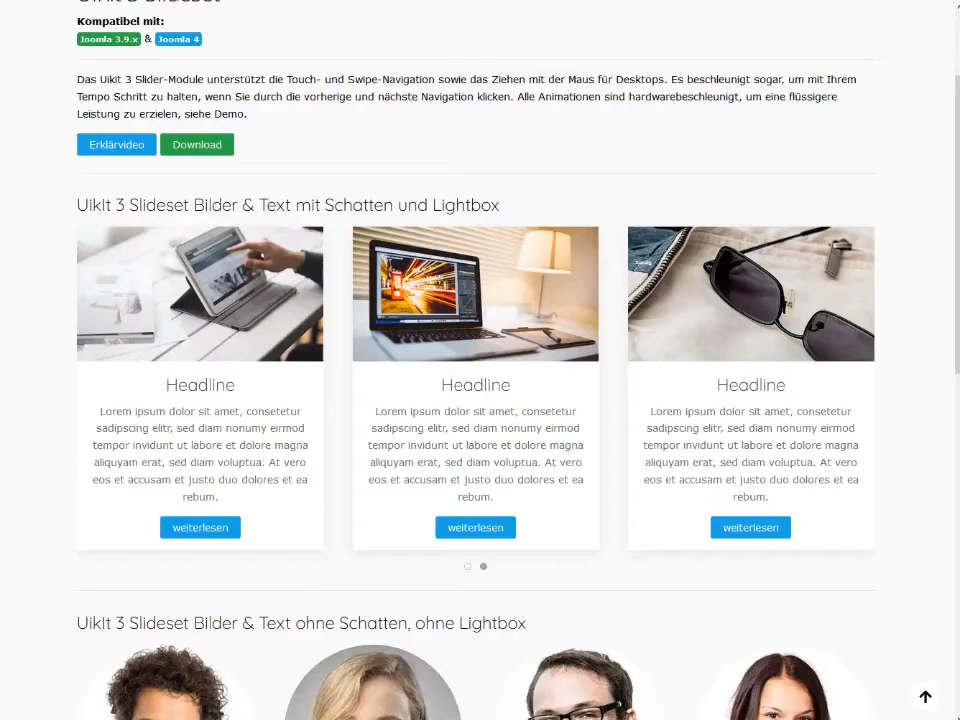 UIkit 3 Slideset
Kompatibel mit:
Joomla 3.9.x & Joomla 4
Das Uikit 3 Slider-Module unterstützt die Touch- und Swipe-Navigation sowie das Ziehen mit der Maus für Desktops. Es beschleunigt sogar, um mit Ihrem
Tempo Schritt zu halten, wenn Sie durch die vorherige und nächste Navigation klicken. Alle Animationen sind hardwarebeschleunigt, um eine flüssigere
Leistung zu erzielen, siehe Demo.
Erklärvideo Download
UikIt 3 Slideset Bilder & Text mit Schatten und Lightbox
Headline
Lorem ipsum dolor sit amet, consetetur
sadipscing elitr, sed diam nonumy eirmod
tempor invidunt ut labore et dolore magna
aliquyam erat, sed diam voluptua. At vero
eos et accusam et justo duo dolores et ea
rebum.
weiterlesen
Headline
Lorem ipsum dolor sit amet, consetetur
sadipscing elitr, sed diam nonumy eirmod
tempor invidunt ut labore et dolore magna
aliquyam erat, sed diam voluptua. At vero
eos et accusam et justo duo dolores et ea
rebum.
weiterlesen
Headline
Lorem ipsum dolor sit amet, consetetur
sadipscing elitr, sed diam nonumy eirmod
tempor invidunt ut labore et dolore magna
aliquyam erat, sed diam voluptua. At vero
eos et accusam et justo duo dolores et ea
rebum.
weiterlesen
UikIt 3 Slideset Bilder & Text ohne Schatten, ohne Lightbox